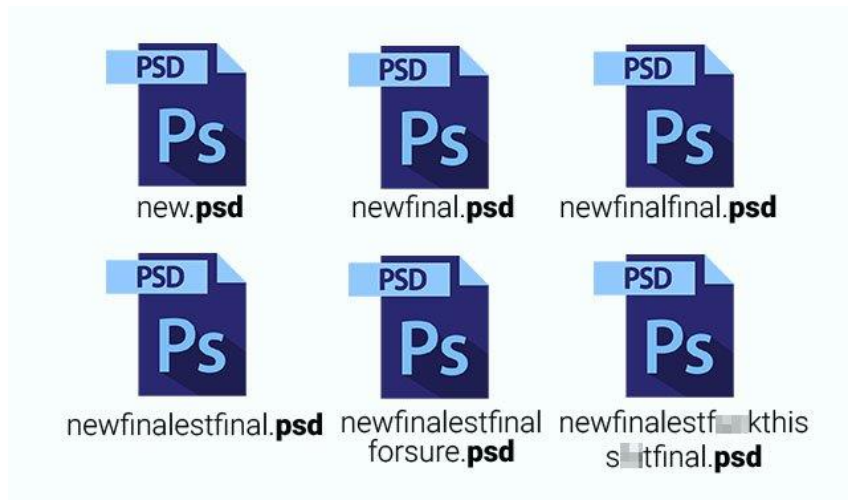 PSD
Ps
new.psd
PSD
Ps
newfinal.psd
PSD
Ps
newfinalfinal.psd
PSD
Ps
newfinalestfinal.psd
PSD
Ps
newfinalestfinal
forsure.psd
PSD
Ps